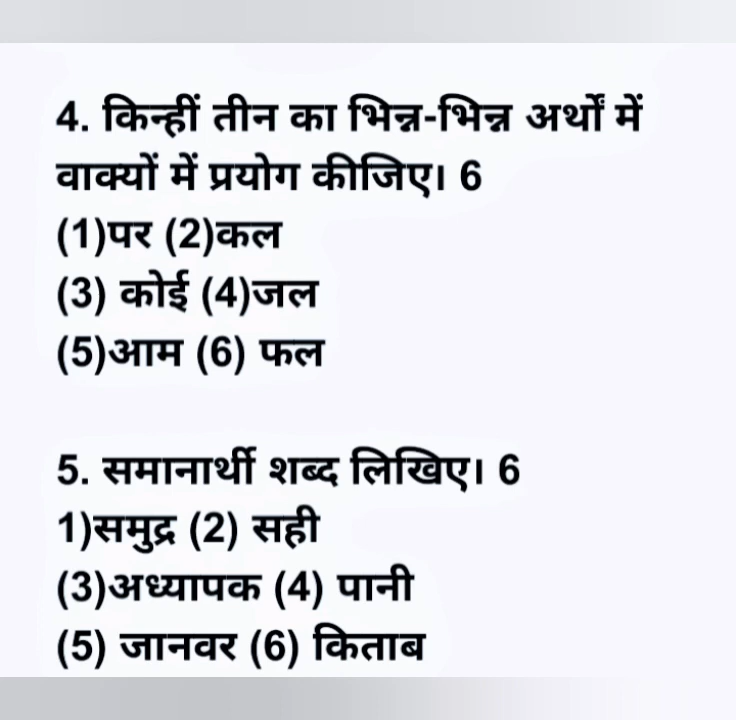 4. किन्हीं तीन का भिन्न-भिन्न अर्थों में
वाक्यों में प्रयोग कीजिए। 6
(1)पर (2)कल
(3) कोई (4)जल
(5)आम (6) फल
5. समानार्थी शब्द लिखिए। 6
1)समुद्र (2) सही
(3)अध्यापक (4) पानी
(5) जानवर (6) किताब